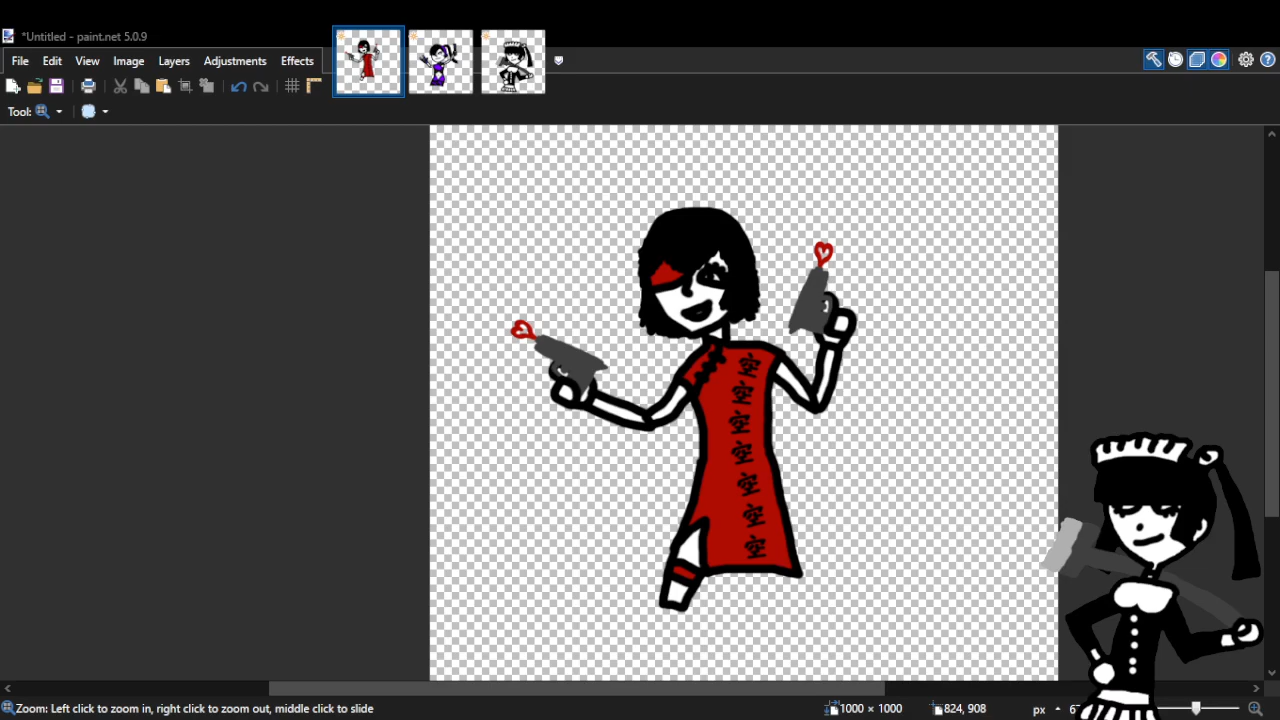 *Untitled - paint.net 5.0.9
File Edit View Image Layers Adjustments Effects
Tool:
空
空
空
空
空
空
空
Zoom: Left click to zoom in, right click to zoom out, middle click to slide
1000 × 1000
824, 908
px